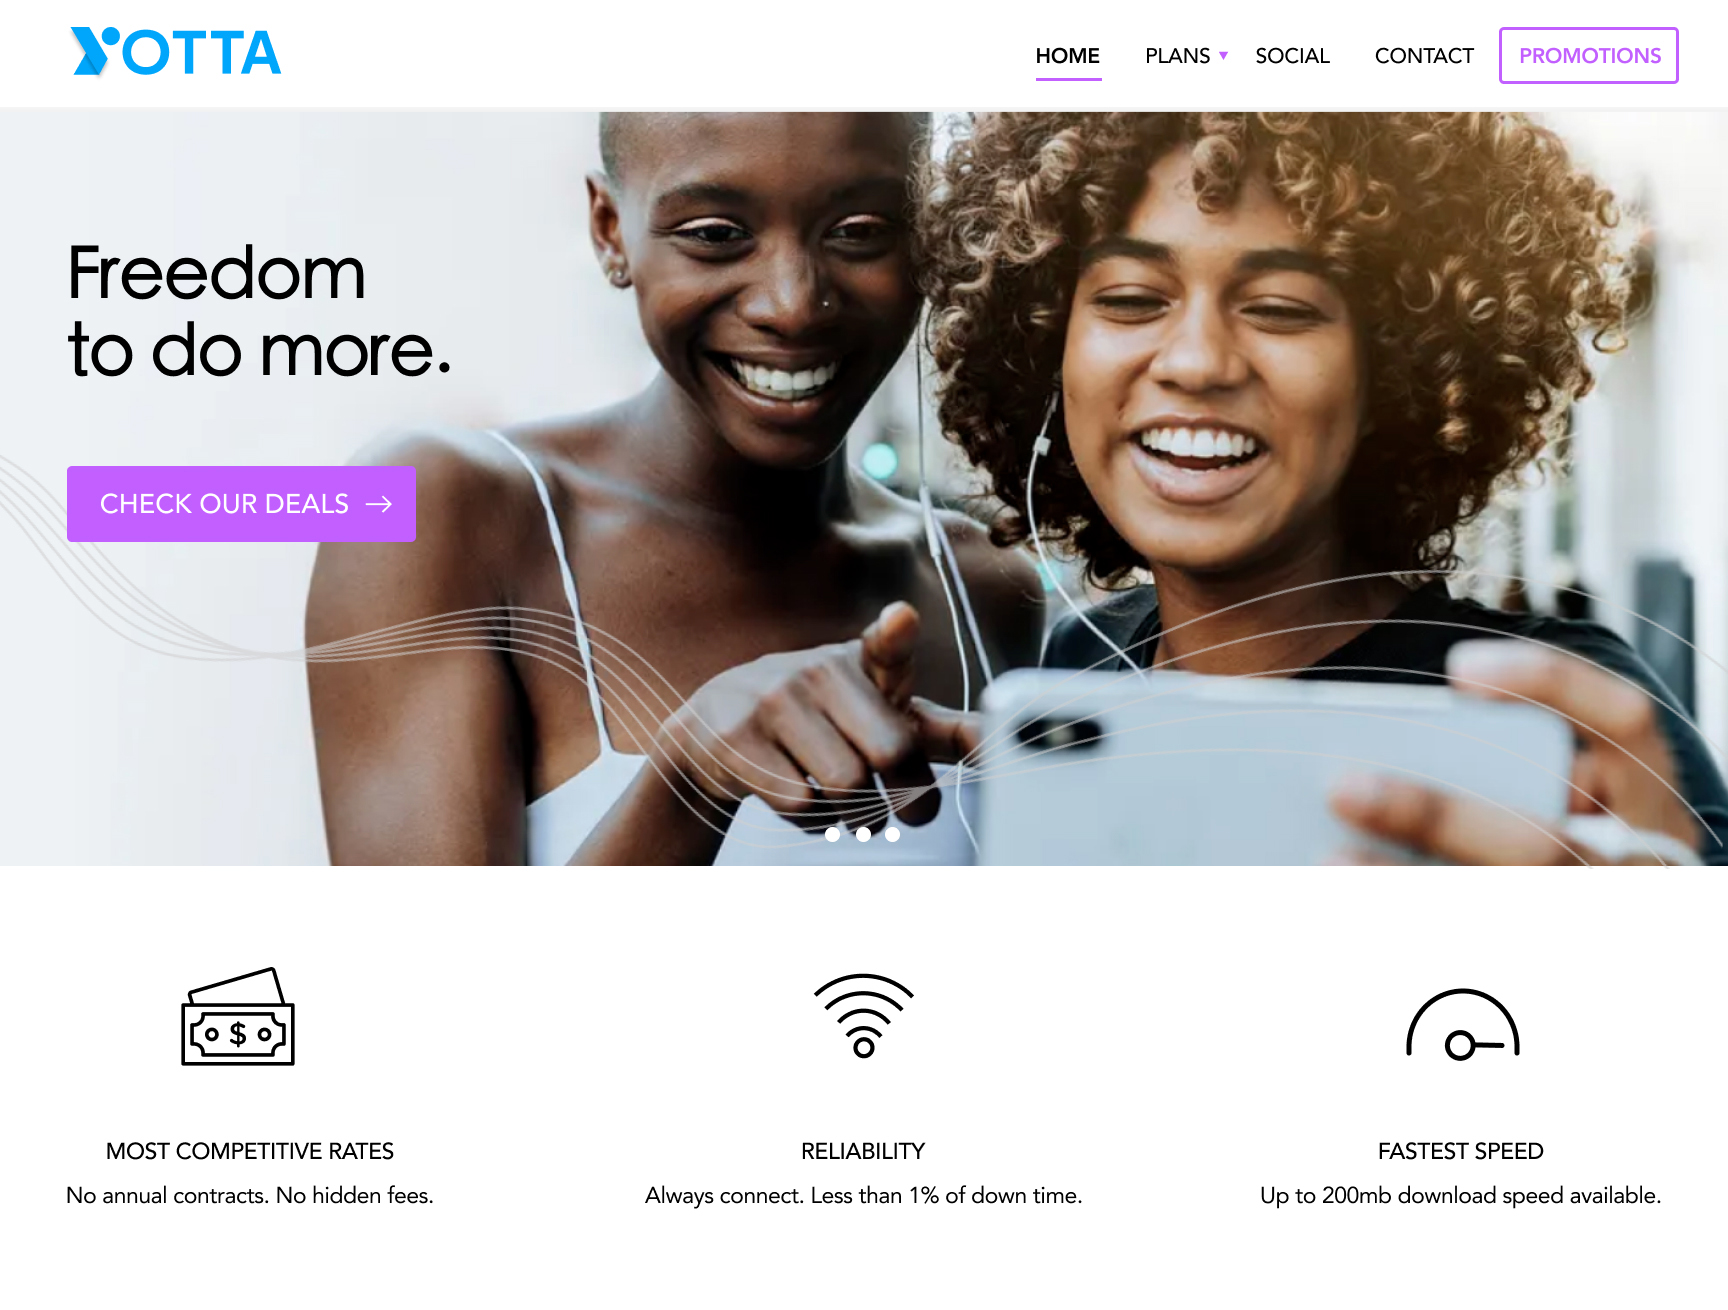 YOTTA
HOME PLANS SOCIAL CONTACT PROMOTIONS
Freedom
to do more.
CHECK OUR DEALS
$
MOST COMPETITIVE RATES
No annual contracts. No hidden fees.
RELIABILITY
Always connect. Less than 1% of down time.
FASTEST SPEED
Up to 200mb download speed available.